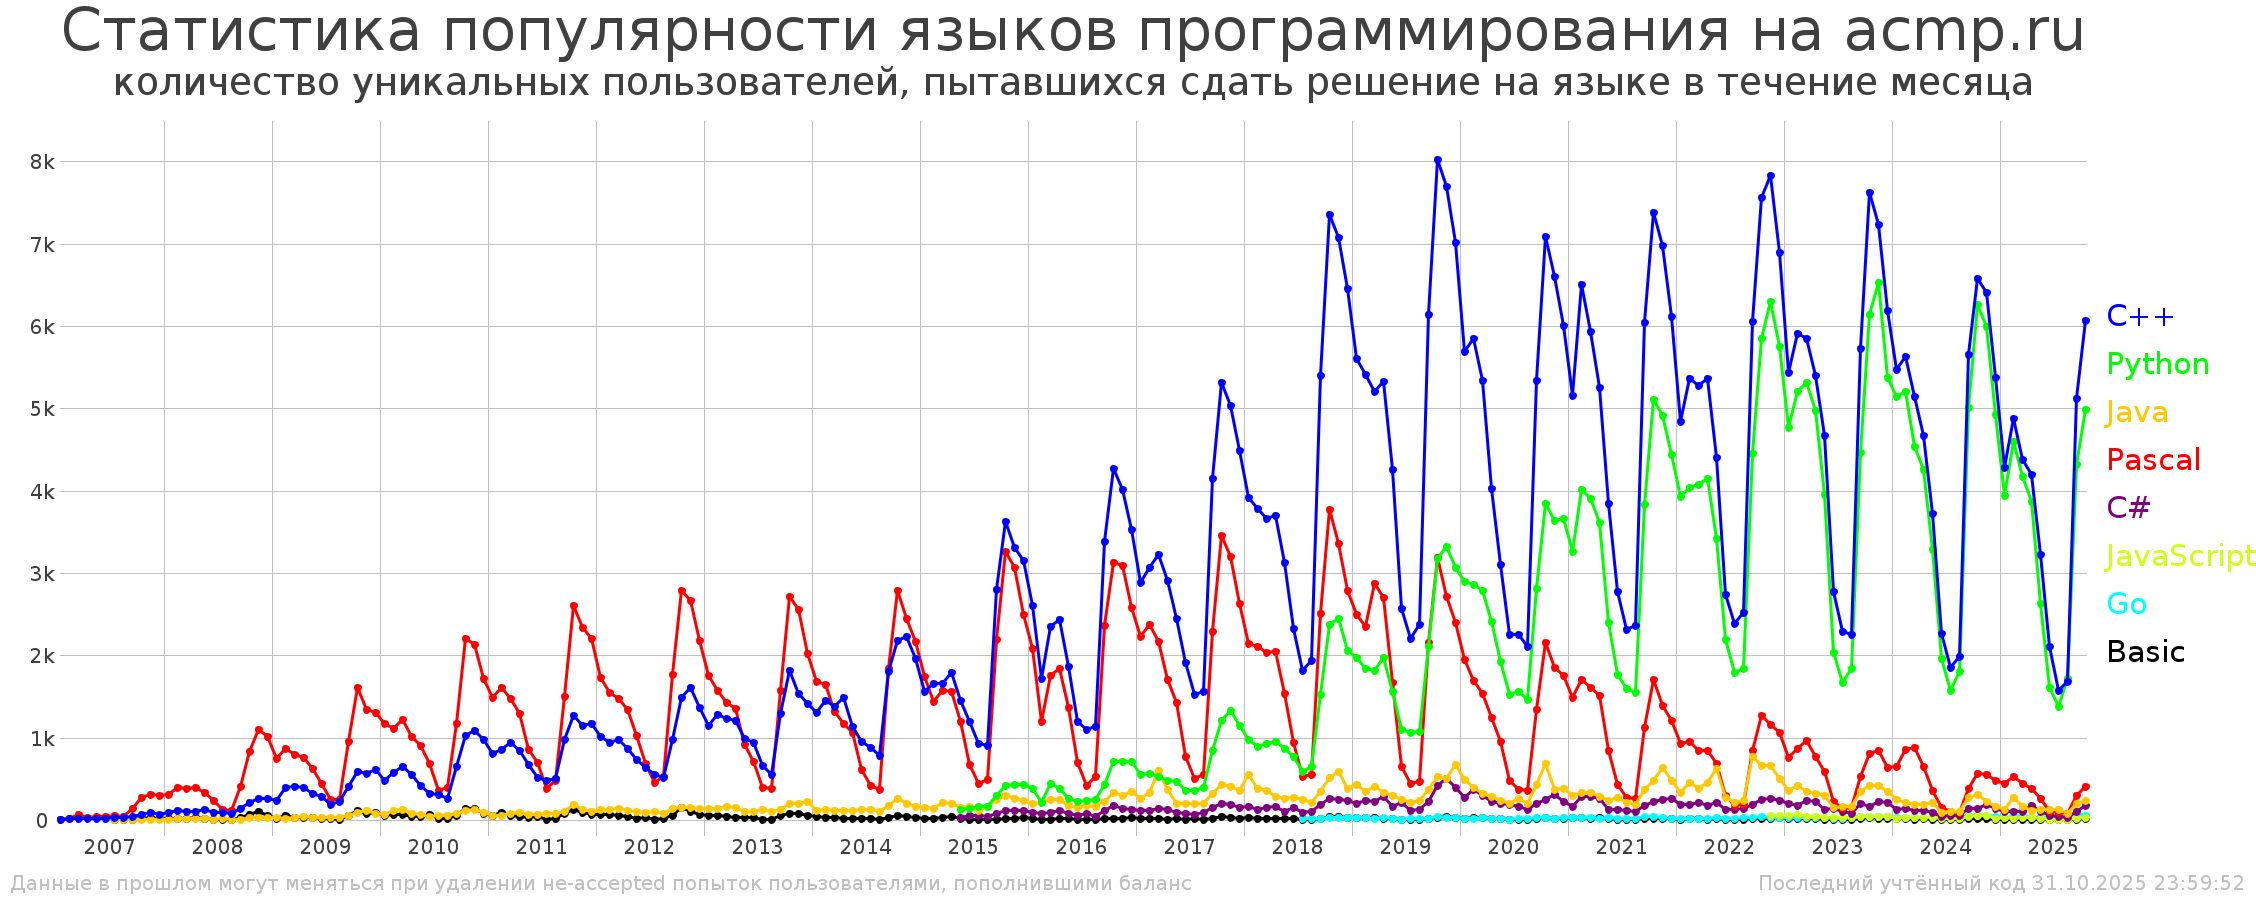 Статистика популярности языков программирования на acmp.ru
количество уникальных пользователей, пытавшихся сдать решение на языке в течение месяца
8k
7k
6k
5k
4k
3k
2k
1k
0
C++
Python
Java
Pascal
C#
JavaScript
Go
Basic
2007 2008 2009 2010 2011 2012 2013 2014 2015 2016 2017 2018 2019 2020 2021 2022 2023 2024 2025
Данные в прошлом могут меняться при удалении не-accepted попыток пользователями, пополнившими баланс
Последний учтённый код 31.10.2025 23:59:52